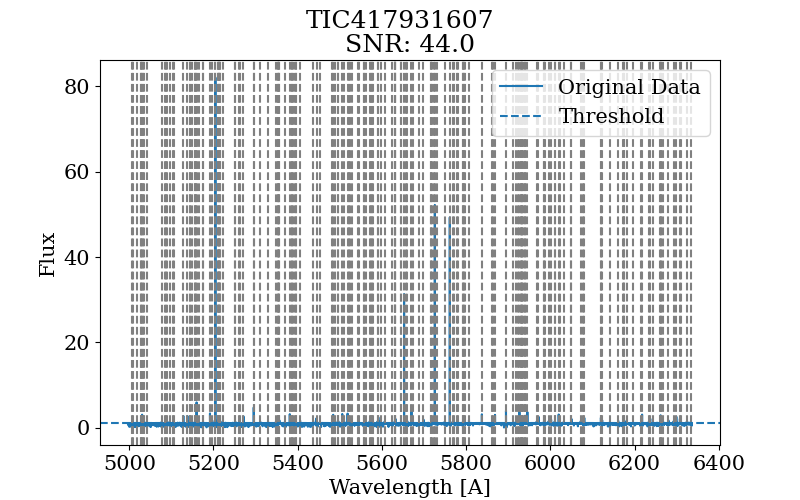 TIC417931607
SNR: 44.0
Original Data
Threshold
80
60
40
20
0
Flux
5000 5200 5400 5600 5800 6000 6200 6400
Wavelength [A]